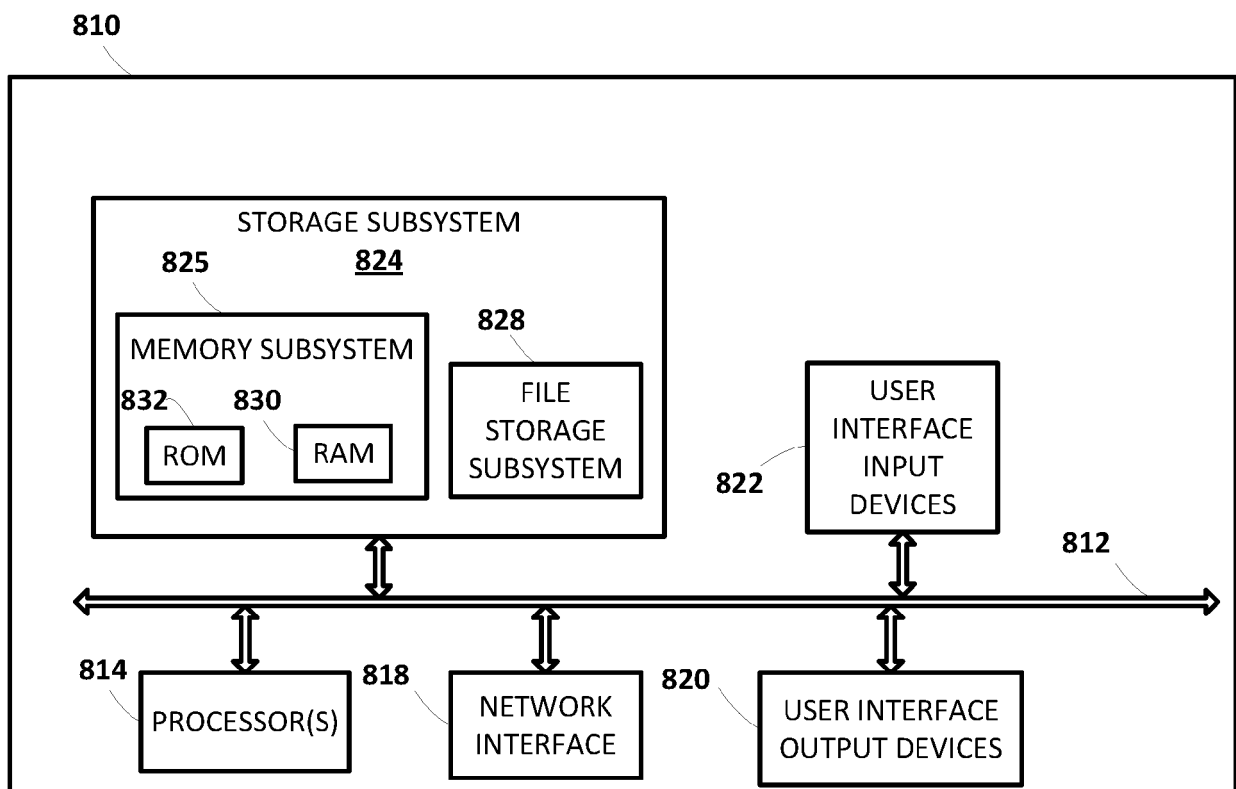 810
STORAGE SUBSYSTEM
824
825
MEMORY SUBSYSTEM
832
830
ROM
RAM
828
FILE
STORAGE
SUBSYSTEM
USER
INTERFACE
INPUT
DEVICES
822
812
814
PROCESSOR(S)
818
NETWORK
INTERFACE
820
USER INTERFACE
OUTPUT DEVICES